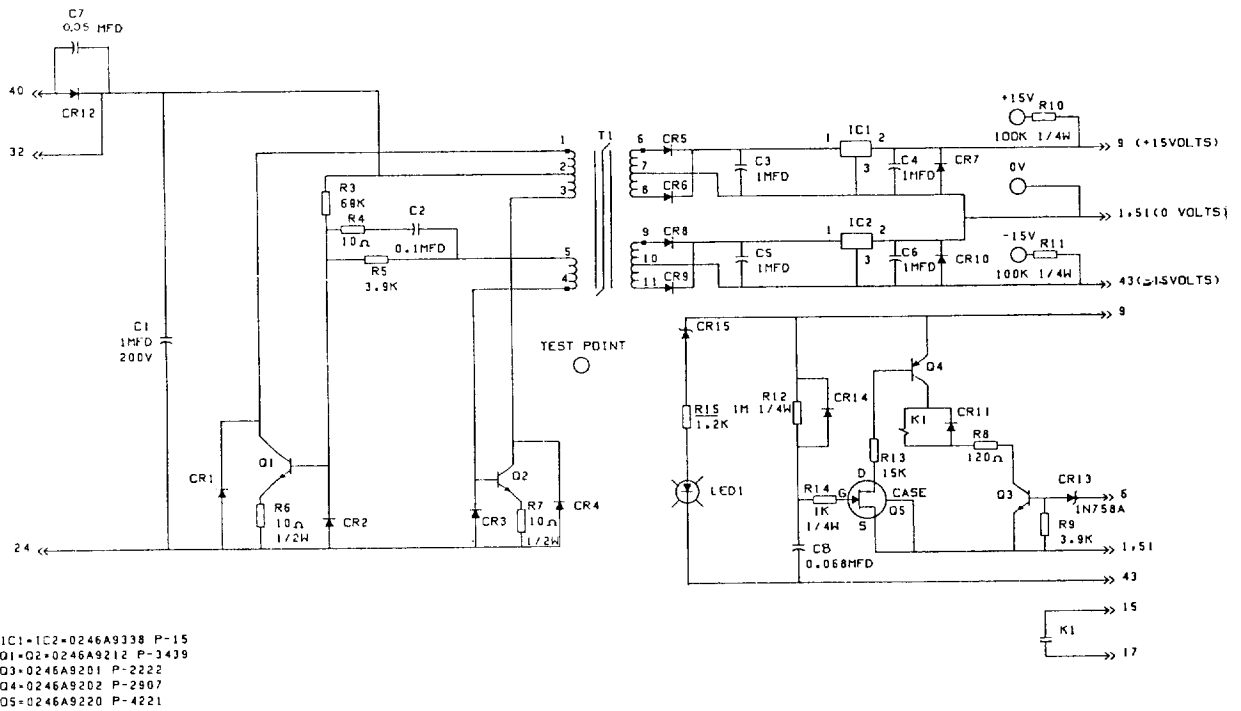 C7
0.05 MFD
40
CR12
32
C1
1MFD
200V
24
R3
68K
R4
10Ω
C2
0.1MFD
R5
3.9K
1
2
3
5
4
T1
CR1
Q1
R6
10Ω
1/2W
CR2
CR3
Q2
R7
10Ω
1/2W
CR4
TEST POINT
6
7
8
CR5
CR6
C3
1MFD
1
IC1
2
3
C4
1MFD
CR7
+15V
R10
100K 1/4W
9 (+15VOLTS)
0V
1,51(0 VOLTS)
9
10
11
CR8
CR9
C5
1MFD
1
IC2
2
3
C6
1MFD
CR10
-15V
R11
100K 1/4W
43(-15VOLTS)
CR15
R15
1.2K
LED1
R12
1M 1/4W
CR14
R14
1K
1/4W
C8
0.068MFD
R13
15K
D
G
S
CASE
Q5
Q4
K1
CR11
R8
120Ω
Q3
CR13
1N758A
R9
3.9K
9
6
1,51
43
15
K1
17
IC1=IC2=0246A9338 P-15
Q1=Q2=0246A9212 P-3439
Q3=0246A9201 P-2222
Q4=0246A9202 P-2907
Q5=0246A9220 P-4221